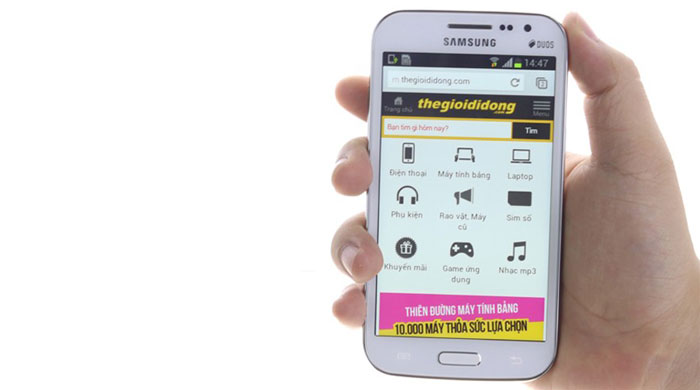 SAMSUNG
DUOS
14:47
m.thegioididong.com
Trang chủ
thegioididong
.com
Menu
Bạn tìm gì hôm nay?
Tìm
Điện thoại
Máy tính bảng
Laptop
Phụ kiện
Rao vặt, Máy
cũ
Sim số
Khuyến mãi
Game ứng
dụng
Nhạc mp3
THIÊN ĐƯỜNG MÁY TÍNH BẢNG
10.000 MÁY THỎA SỨC LỰA CHỌN